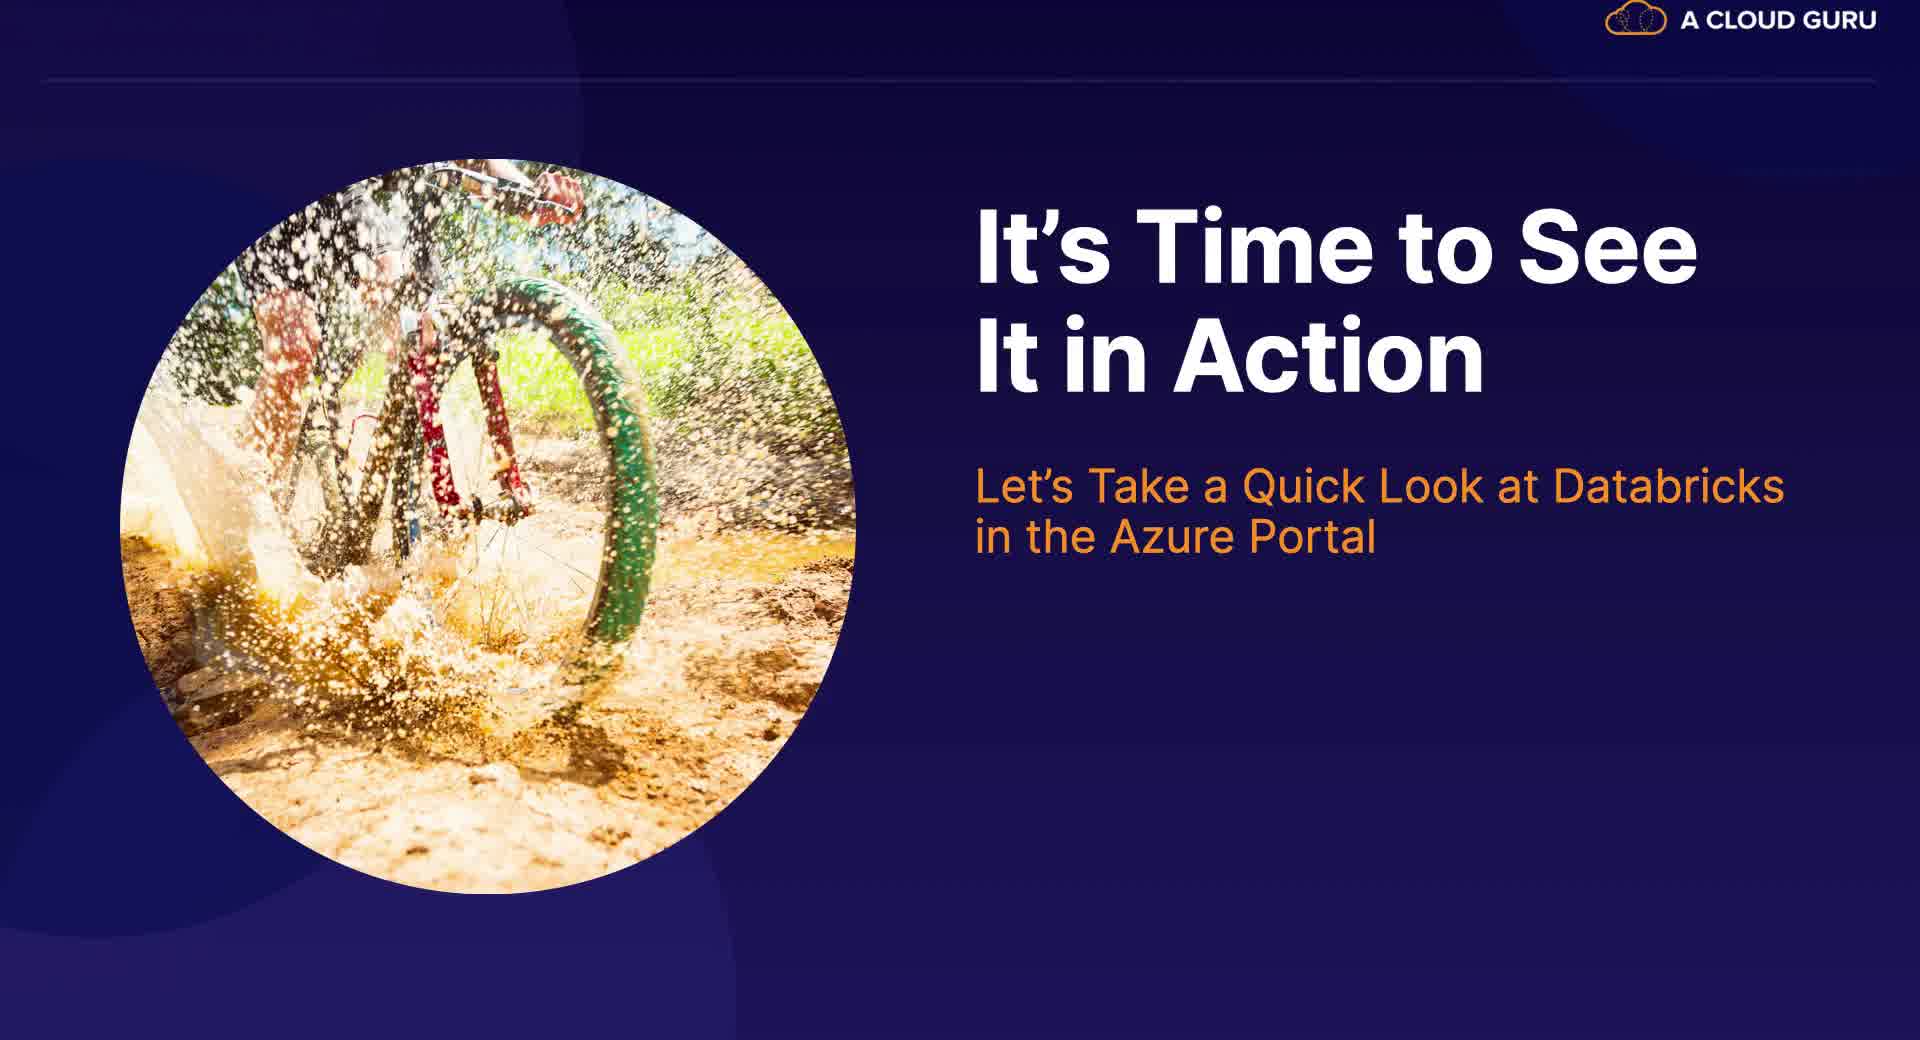 A CLOUD GURU
It’s Time to See
It in Action
Let’s Take a Quick Look at Databricks
in the Azure Portal